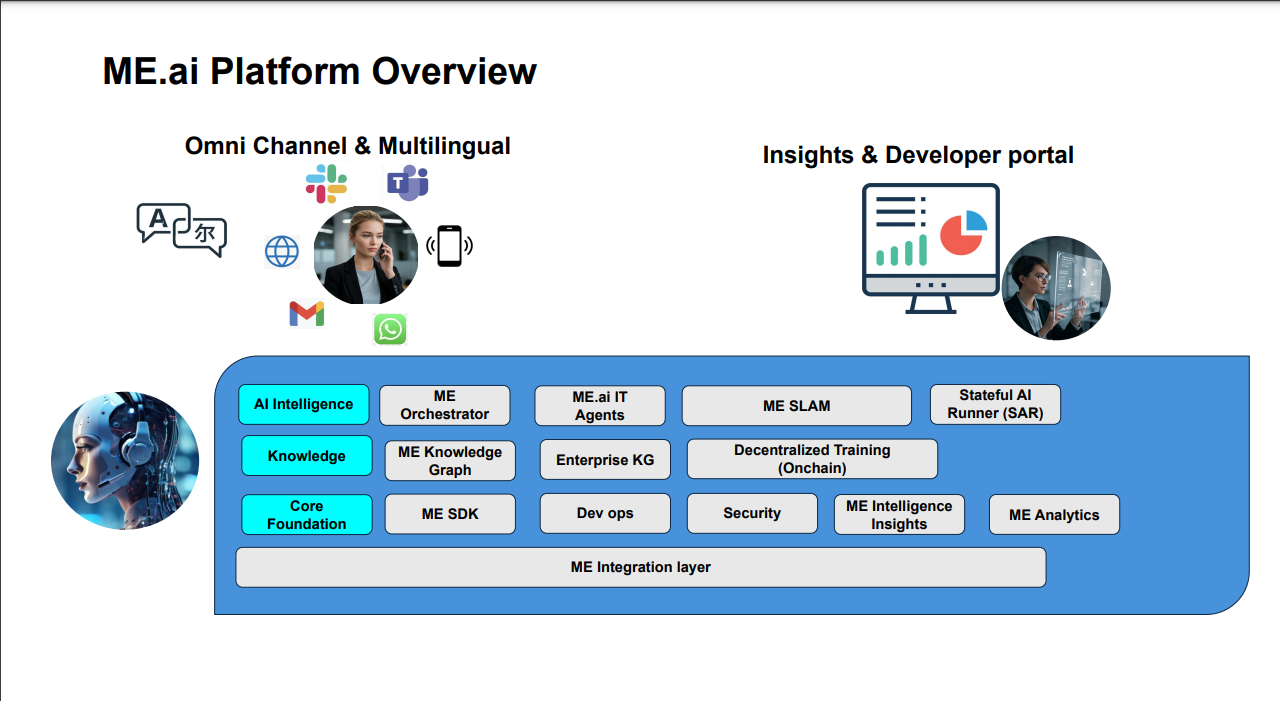 ME.ai Platform Overview
Omni Channel & Multilingual
Insights & Developer portal
A
尔
T
AI Intelligence
ME
Orchestrator
ME.ai IT
Agents
ME SLAM
Stateful AI
Runner (SAR)
Knowledge
ME Knowledge
Graph
Enterprise KG
Decentralized Training
(Onchain)
Core
Foundation
ME SDK
Dev ops
Security
ME Intelligence
Insights
ME Analytics
ME Integration layer